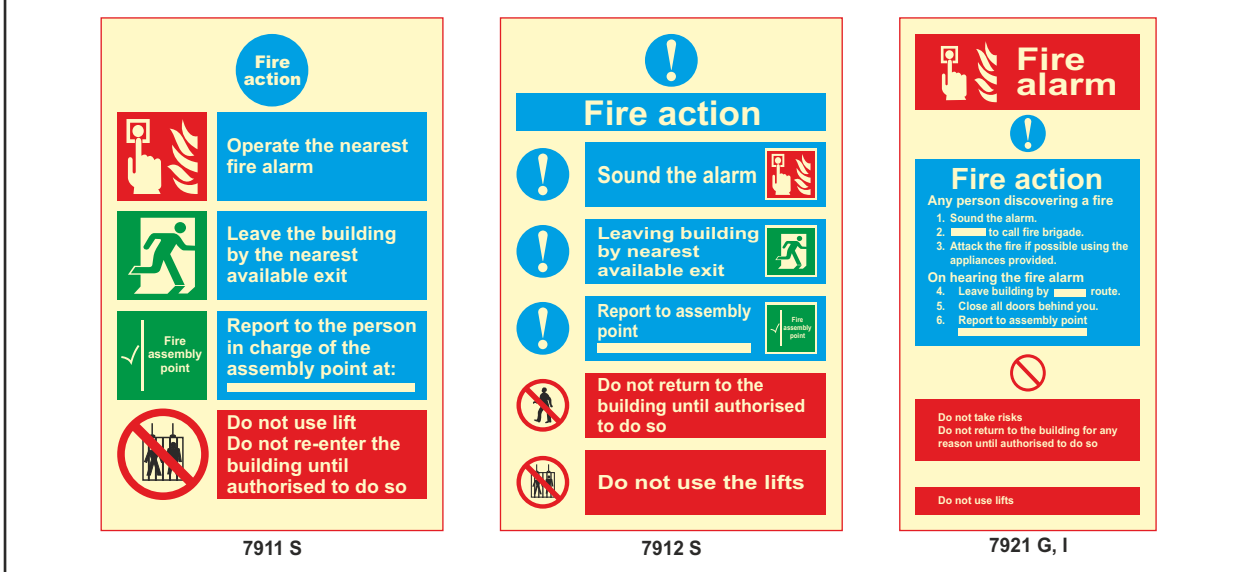 Fire
action
Operate the nearest
fire alarm
Leave the building
by the nearest
available exit
Fire
assembly
point
Report to the person
in charge of the
assembly point at:
Do not use lift
Do not re-enter the
building until
authorised to do so
7911 S
Fire action
Sound the alarm
Leaving building
by nearest
available exit
Report to assembly
point
Fire
assembly
point
Do not return to the
building until authorised
to do so
Do not use the lifts
7912 S
Fire
alarm
Fire action
Any person discovering a fire
1. Sound the alarm.
2. to call fire brigade.
3. Attack the fire if possible using the
appliances provided.
On hearing the fire alarm
4. Leave building by route.
5. Close all doors behind you.
6. Report to assembly point
Do not take risks
Do not return to the building for any
reason until authorised to do so
Do not use lifts
7921 G, I